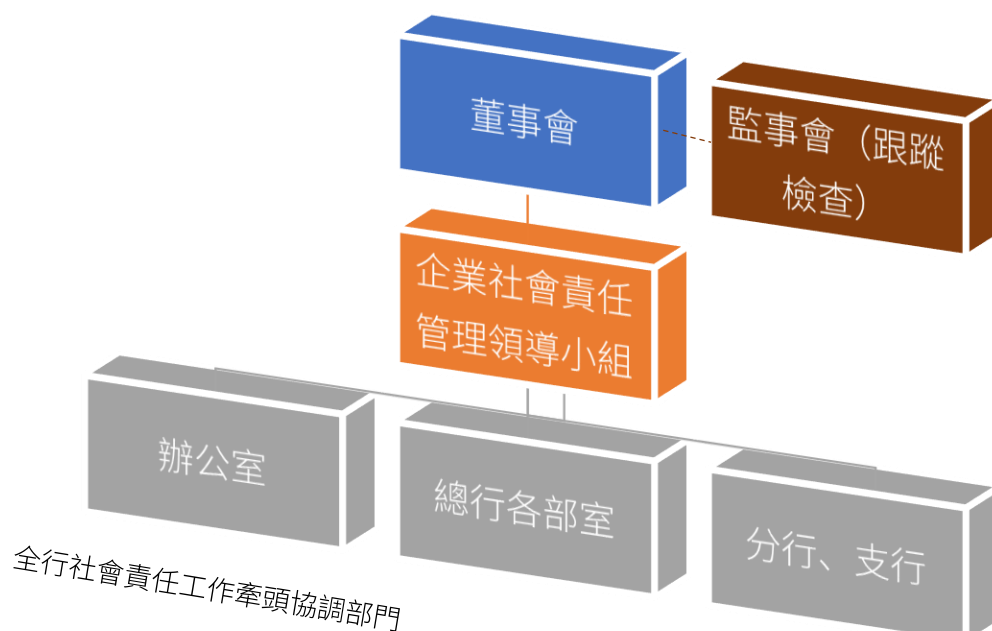 董事會
監事會（跟蹤
檢查）
企業社會責任
管理領導小組
辦公室
總行各部室
分行、支行
全行社會責任工作牽頭協調部門